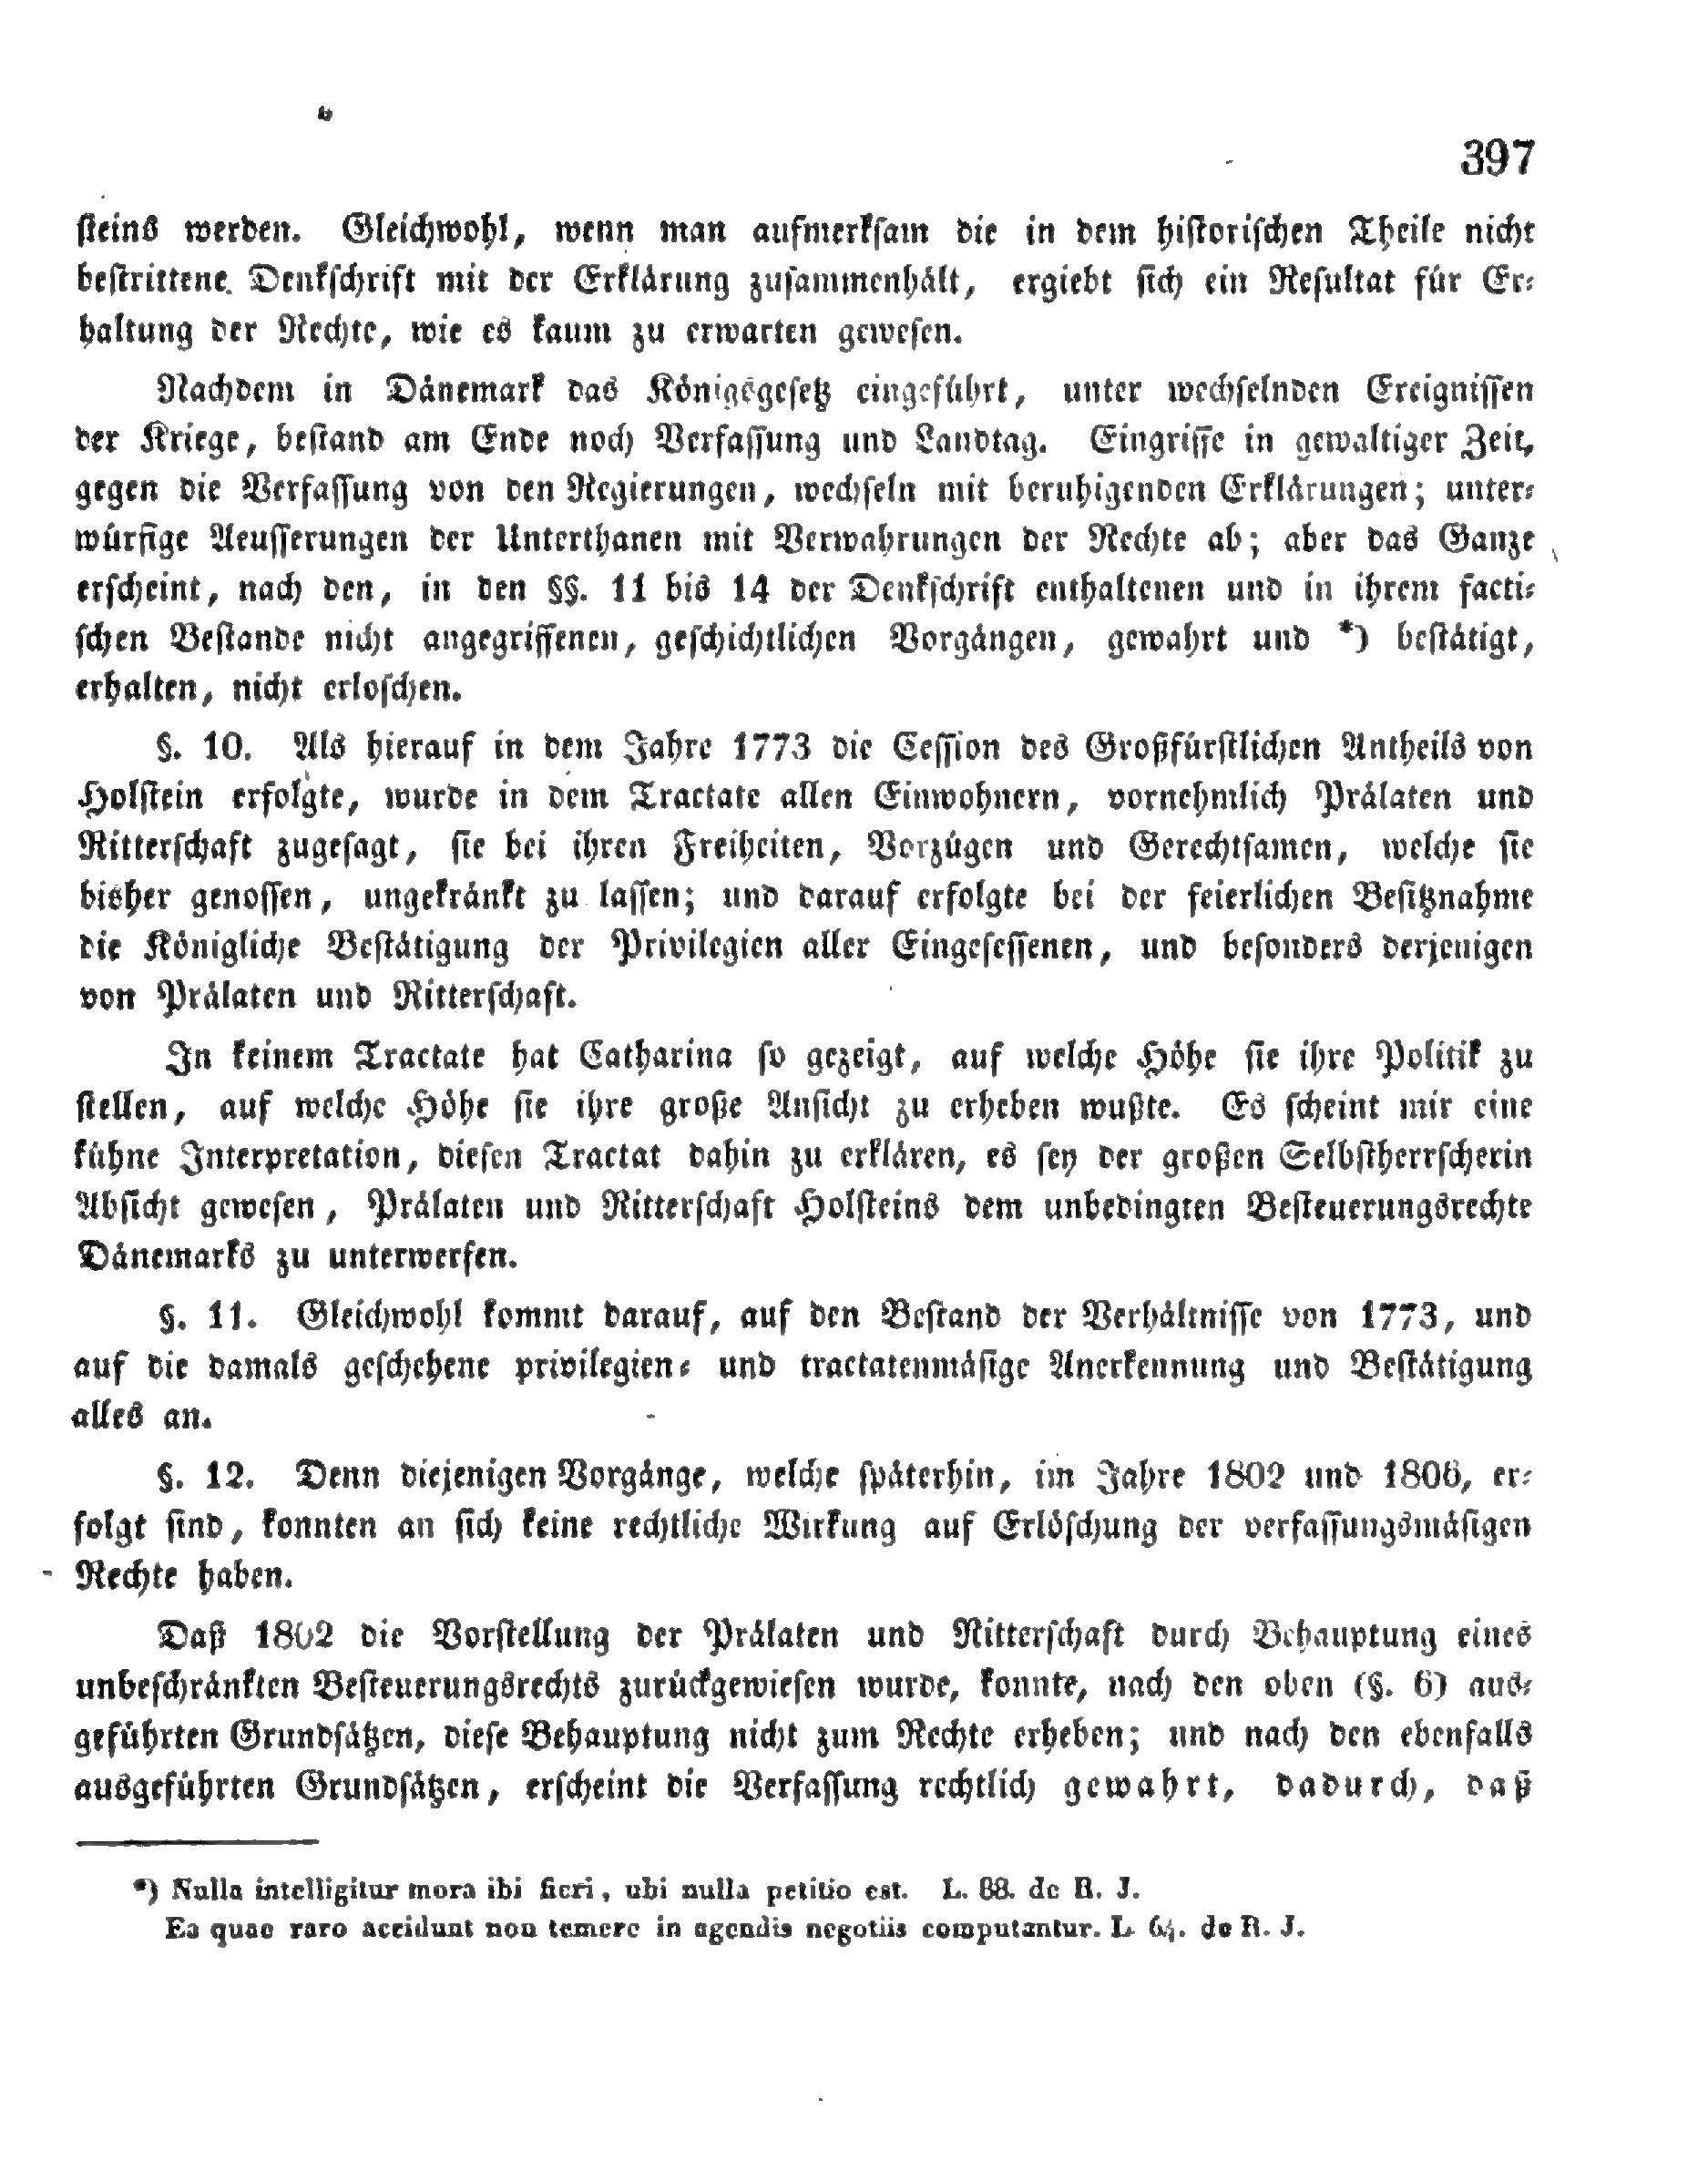 397
steins werden. Gleichwohl, wenn man aufmerksam die in dem historischen Theile nicht
bestrittene Denkschrift mit der Erklärung zusammenhält, ergiebt sich ein Resultat für Er-
haltung der Rechte, wie es kaum zu erwarten gewesen.
Nachdem in Dänemark das Königsgesetz eingeführt, unter wechselnden Ereignissen
der Kriege, bestand am Ende noch Verfassung und Landtag. Eingriffe in gewaltiger Zeit,
gegen die Verfassung von den Regierungen, wechseln mit beruhigenden Erklärungen; unter-
würfige Aeusserungen der Unterthanen mit Verwahrungen der Rechte ab; aber das Ganze
erscheint, nach den, in den §§. 11 bis 14 der Denkschrift enthaltenen und in ihrem facti-
schen Bestande nicht angegriffenen, geschichtlichen Vorgängen, gewahrt und *) bestätigt,
erhalten, nicht erloschen.
§. 10. Als hierauf in dem Jahre 1773 die Cession des Großfürstlichen Antheils von
Holstein erfolgte, wurde in dem Tractate allen Einwohnern, vornehmlich Prälaten und
Ritterschaft zugesagt, sie bei ihren Freiheiten, Vorzügen und Gerechtsamen, welche sie
bisher genossen, ungekränkt zu lassen; und darauf erfolgte bei der feierlichen Besitznahme
die Königliche Bestätigung der Privilegien aller Eingesessenen, und besonders derjenigen
von Prälaten und Ritterschaft.
In keinem Tractate hat Catharina so gezeigt, auf welche Höhe sie ihre Politik zu
stellen, auf welche Höhe sie ihre große Ansicht zu erheben wußte. Es scheint mir eine
kühne Interpretation, diesen Tractat dahin zu erklären, es sey der großen Selbstherrscherin
Absicht gewesen, Prälaten und Ritterschaft Holsteins dem unbedingten Besteuerungsrechte
Dänemarks zu unterwerfen.
§. 11. Gleichwohl kommt darauf, auf den Bestand der Verhältnisse von 1773, und
auf die damals geschehene privilegien- und tractatenmäsige Anerkennung und Bestätigung
alles an.
§. 12. Denn diejenigen Vorgänge, welche späterhin, im Jahre 1802 und 1806, er-
folgt sind, konnten an sich keine rechtliche Wirkung auf Erlöschung der verfassungsmäsigen
Rechte haben.
Daß 1802 die Vorstellung der Prälaten und Ritterschaft durch Behauptung eines
unbeschränkten Besteuerungsrechts zurückgewiesen wurde, konnte, nach den oben (§. 6) aus-
geführten Grundsätzen, diese Behauptung nicht zum Rechte erheben; und nach den ebenfalls
ausgeführten Grundsätzen, erscheint die Verfassung rechtlich gewahrt, dadurch, daß
*) Nulla intelligitur mora ibi fieri, ubi nulla petitio est. L. 88. de R. J.
Ea quae raro accidunt non temere in agendis negotiis computantur. L. 64. de R. J.